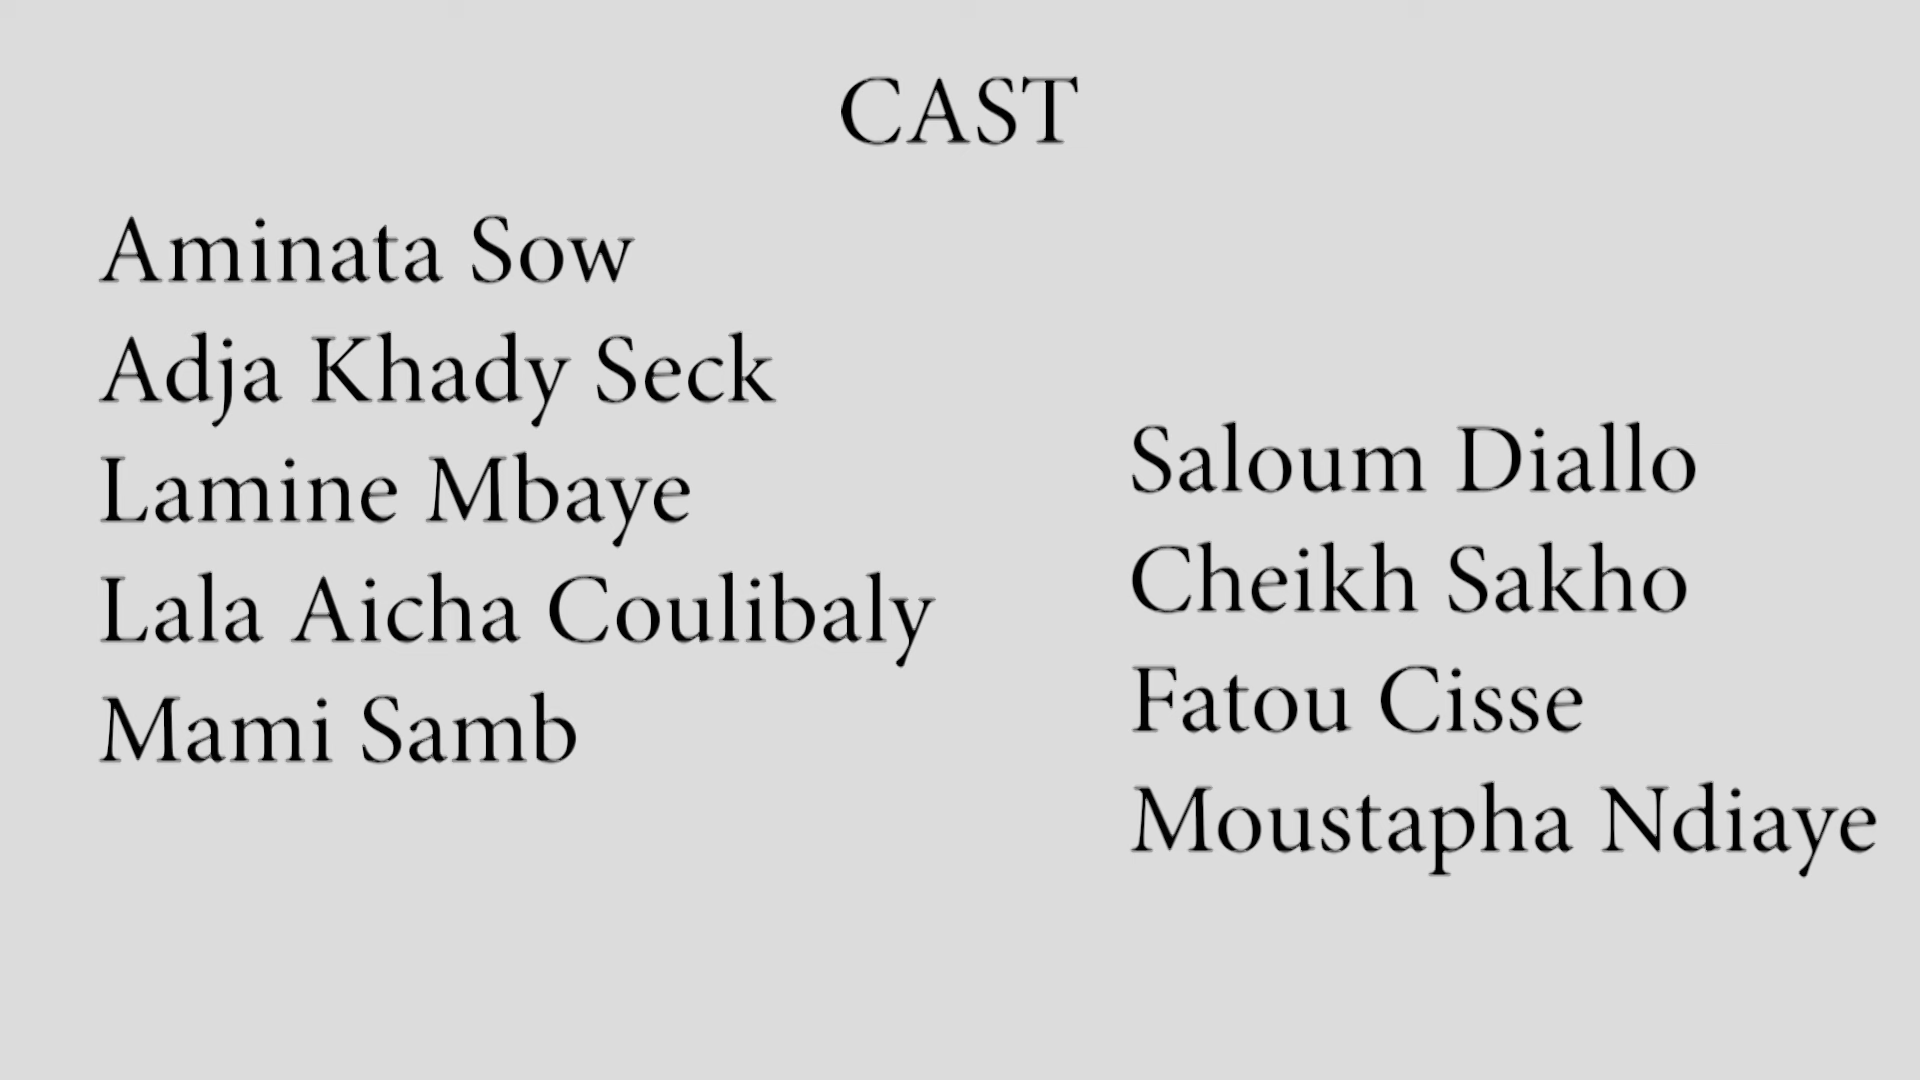 CAST
Aminata Sow
Adja Khady Seck
Lamine Mbaye
Lala Aicha Coulibaly
Mami Samb
Saloum Diallo
Cheikh Sakho
Fatou Cisse
Moustapha Ndiaye